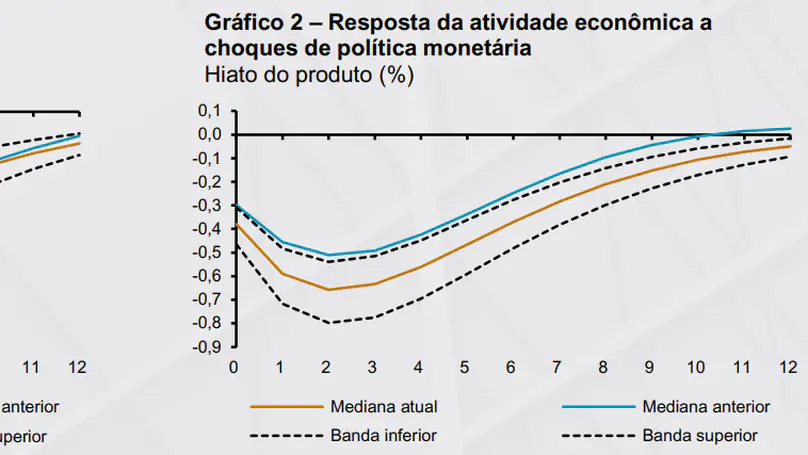 Gráfico 2 – Resposta da atividade econômica a
choques de política monetária
Hiato do produto (%)
0,1
0,0
-0,1
-0,2
-0,3
-0,4
-0,5
-0,6
-0,7
-0,8
-0,9
11 12
0 1 2 3 4 5 6 7 8 9 10 11 12
anterior
Mediana atual Mediana anterior
uperior
Banda inferior Banda superior